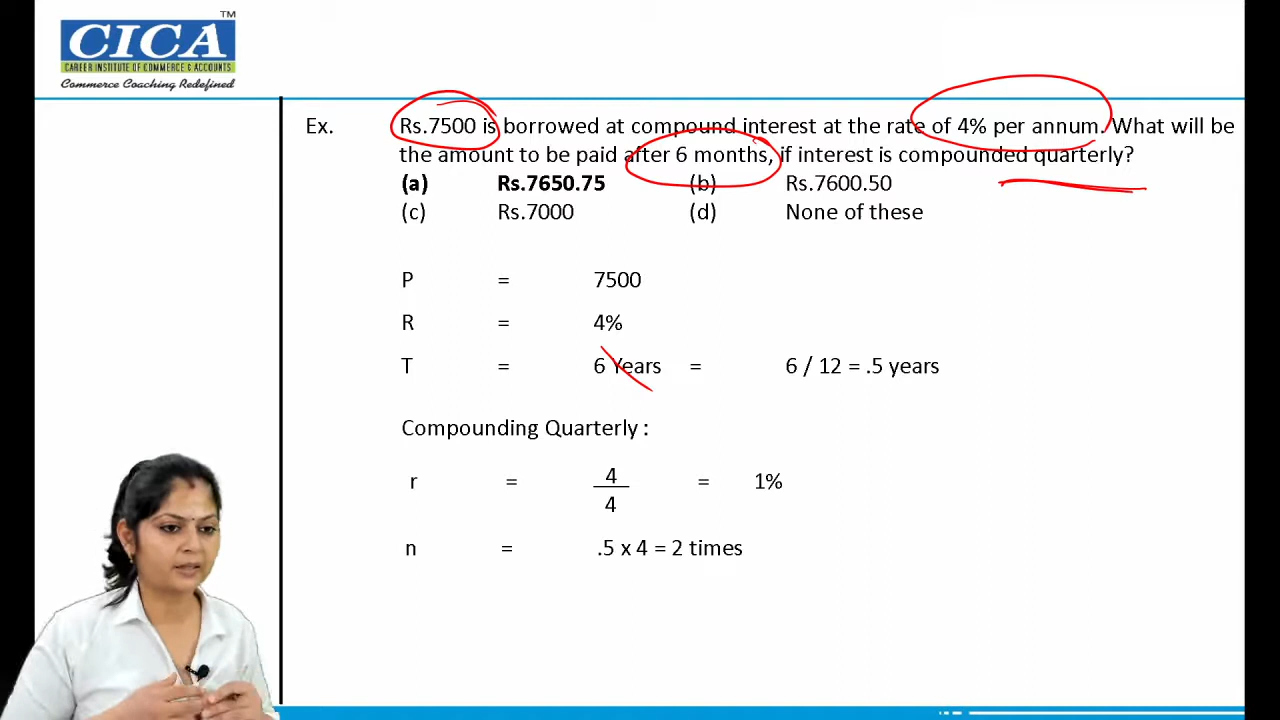 TM
CICA
CAREER INSTITUTE OF COMMERCE & ACCOUNTS
Commerce Coaching Redefined
Ex. Rs.7500 is borrowed at compound interest at the rate of 4% per annum. What will be
the amount to be paid after 6 months, if interest is compounded quarterly?
(a) Rs.7650.75 (b) Rs.7600.50
(c) Rs.7000 (d) None of these
P = 7500
R = 4%
T = 6 Years = 6 / 12 = .5 years
Compounding Quarterly :
r = 4/4 = 1%
n = .5 x 4 = 2 times